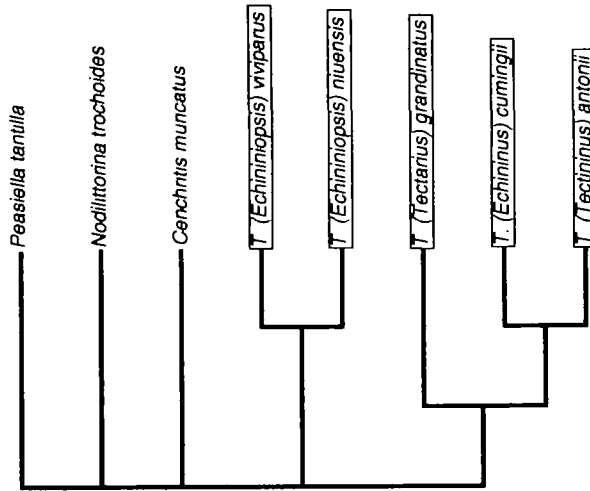 Peasiella tantilla
Nodilittorina trochoides
Cenchritis muricatus
T (Echininiopsis) viviparus
T (Echininiopsis) niuensis
T (Tectarius) grandinatus
T. (Echininus) cumingii
T (Tectininus) antonii